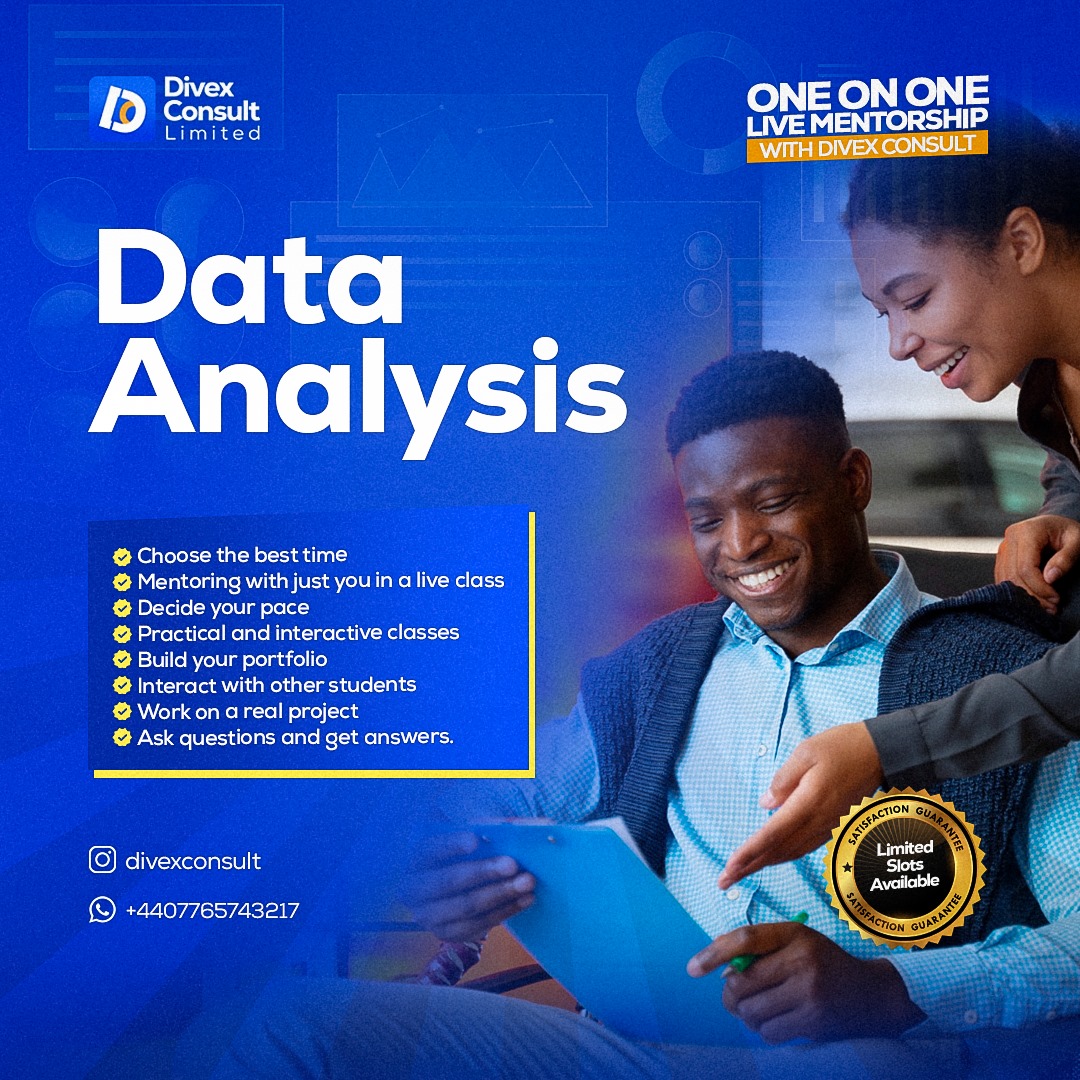 Divex
Consult
Limited
ONE ON ONE
LIVE MENTORSHIP
WITH DIVEX CONSULT
Data
Analysis
Choose the best time
Mentoring with just you in a live class
Decide your pace
Practical and interactive classes
Build your portfolio
Interact with other students
Work on a real project
Ask questions and get answers.
divexconsult
+4407765743217
SATISFACTION GUARANTEE
Limited
Slots
Available
SATISFACTION GUARANTEE